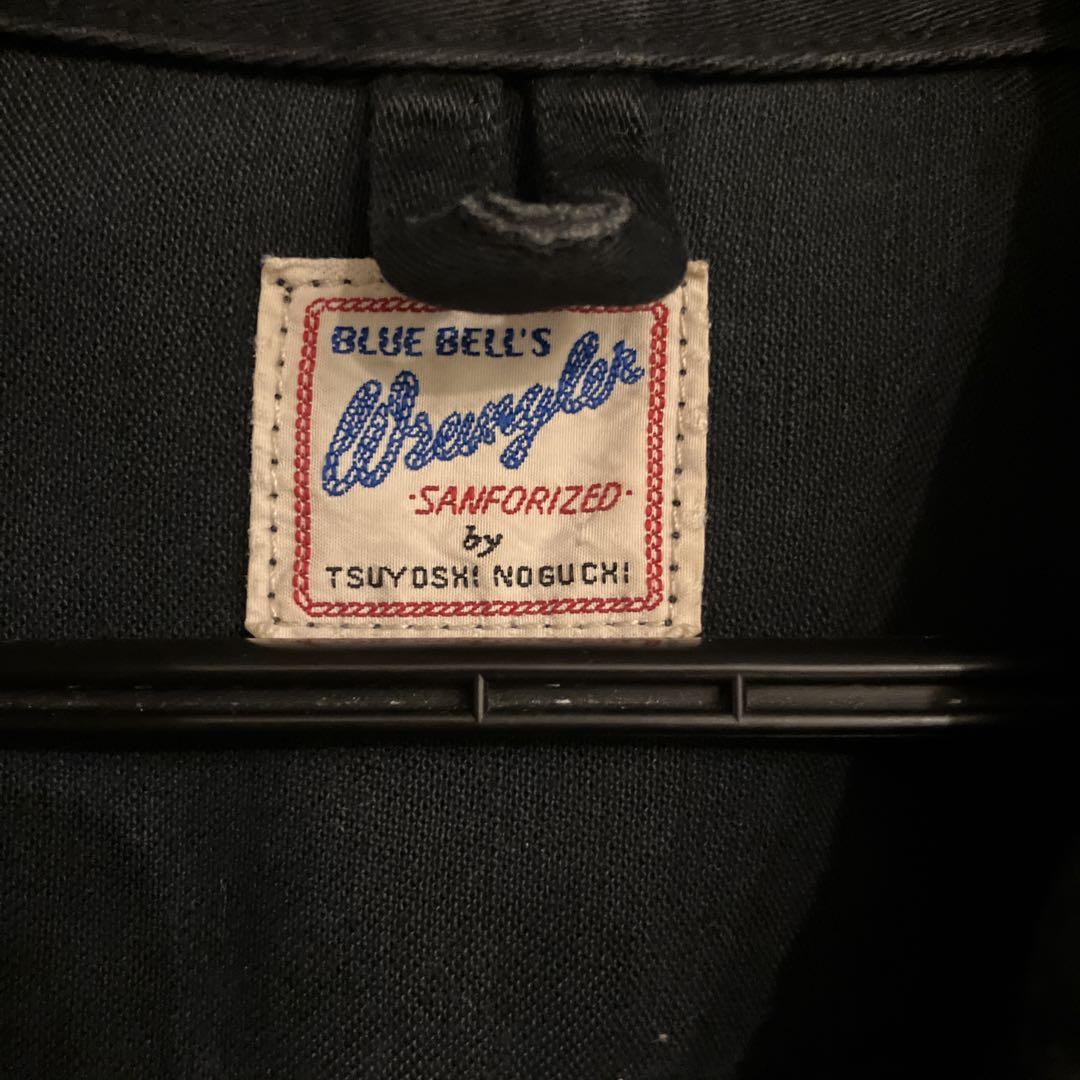 BLUE BELL'S
Wrangler
·SANFORIZED·
by
TSUYOSHI NOGUCHI